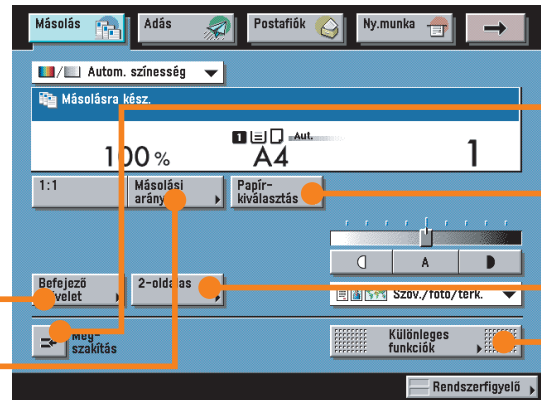 Másolás
Adás
Postafiók
Ny.munka
Autom. színesség
Másolásra kész.
1 Aut.
100 % A4 1
1:1
Másolási
arány
Papír-
kiválasztás
A
Befejező
művelet
2-oldalas
Szöv./fotó/térk.
Meg-
szakítás
Különleges
funkciók
Rendszerfigyelő